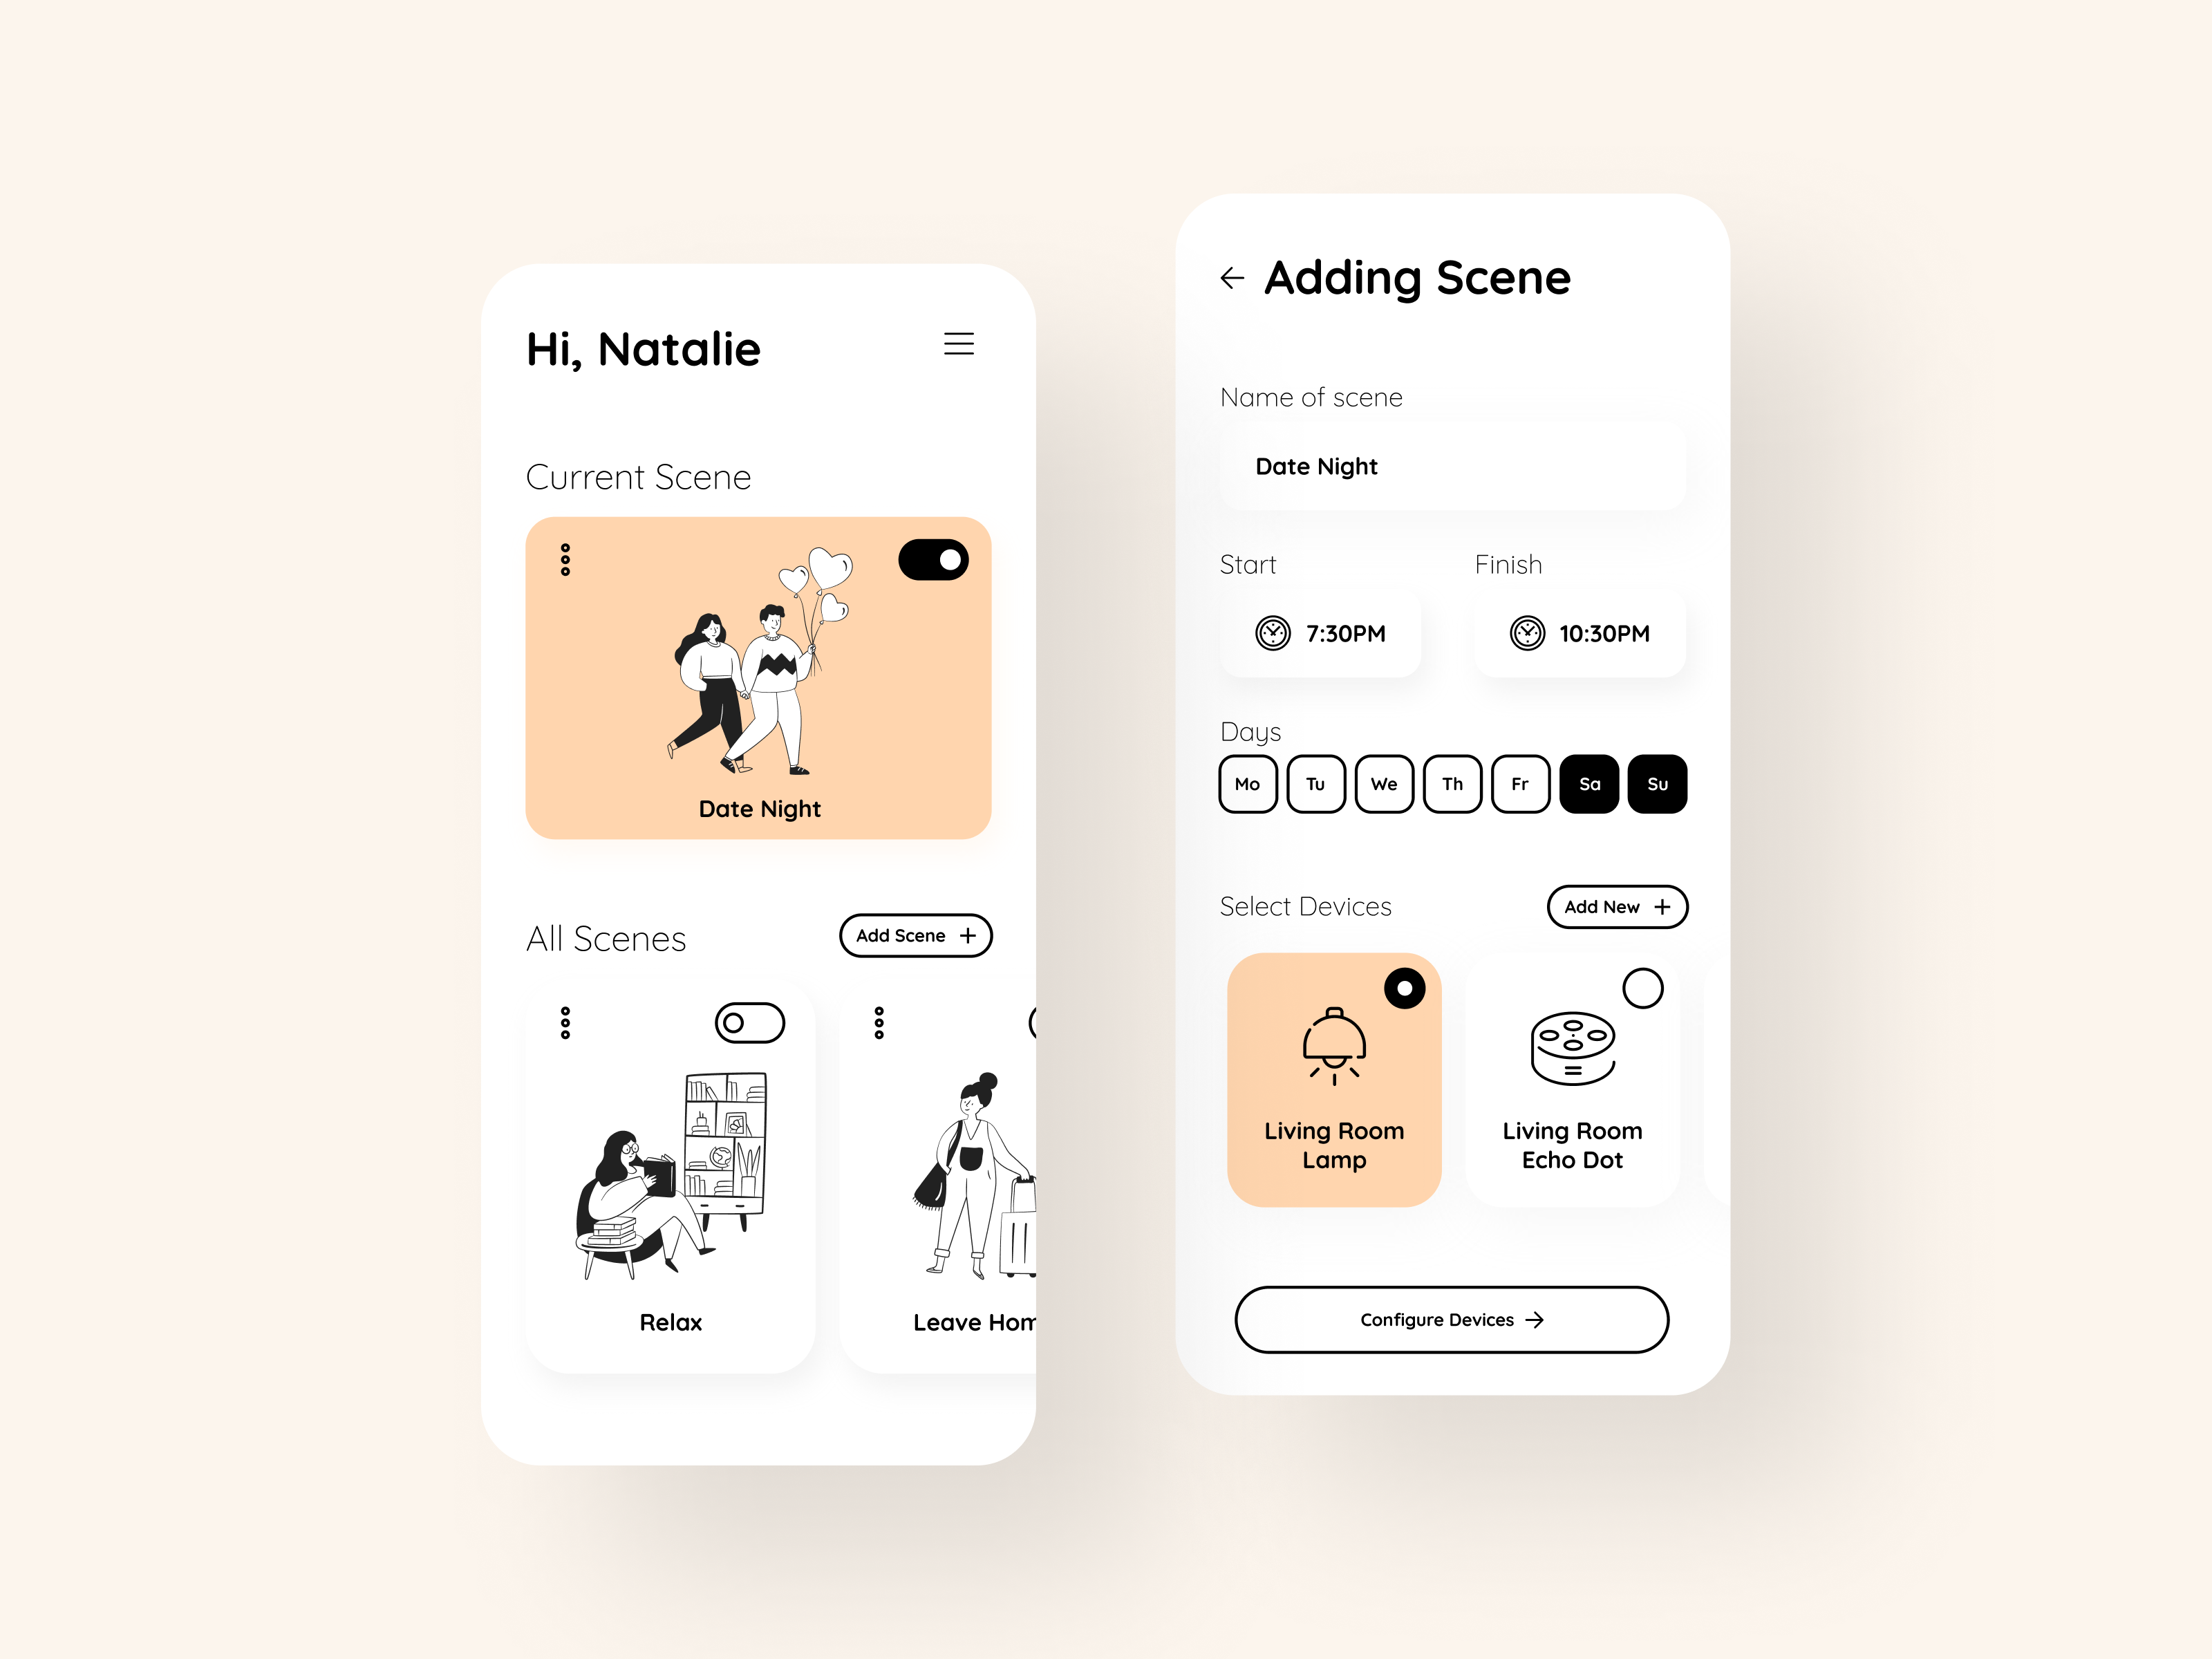 Hi, Natalie
Current Scene
Date Night
All Scenes
Add Scene +
Relax
Leave Hom
Adding Scene
Name of scene
Date Night
Start
Finish
7:30PM
10:30PM
Days
Mo Tu We Th Fr Sa Su
Select Devices
Add New +
Living Room
Lamp
Living Room
Echo Dot
Configure Devices →